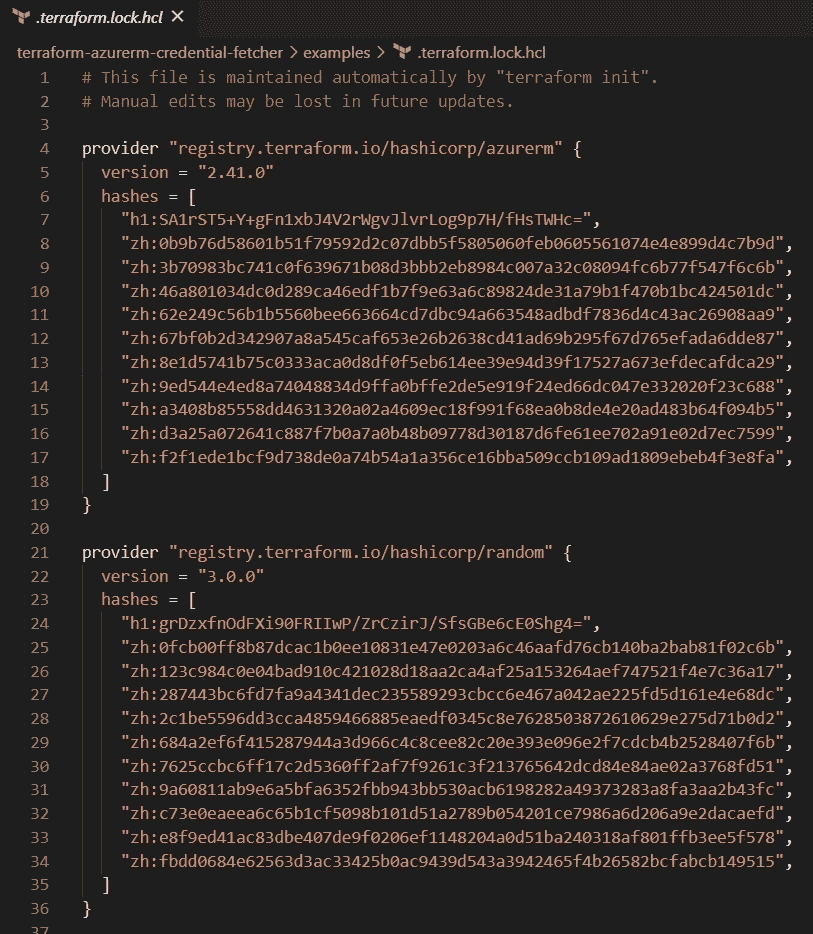 .terraform.lock.hcl ✕
terraform-azurerm-credential-fetcher > examples > .terraform.lock.hcl
1 # This file is maintained automatically by "terraform init".
2 # Manual edits may be lost in future updates.
3
4 provider "registry.terraform.io/hashicorp/azurerm" {
5 version = "2.41.0"
6 hashes = [
7 "h1:SA1rST5+Y+gFn1xbJ4V2rWgvJlvrLog9p7H/fHsTWHc=",
8 "zh:0b9b76d58601b51f79592d2c07dbb5f5805060feb0605561074e4e899d4c7b9d",
9 "zh:3b70983bc741c0f639671b08d3bbb2eb8984c007a32c08094fc6b77f547f6c6b",
10 "zh:46a801034dc0d289ca46edf1b7f9e63a6c89824de31a79b1f470b1bc424501dc",
11 "zh:62e249c56b1b5560bee663664cd7dbc94a663548adbdf7836d4c43ac26908aa9",
12 "zh:67bf0b2d342907a8a545caf653e26b2638cd41ad69b295f67d765efada6dde87",
13 "zh:8e1d5741b75c0333aca0d8df0f5eb614ee39e94d39f17527a673efdecafdca29",
14 "zh:9ed544e4ed8a74048834d9ffa0bffe2de5e919f24ed66dc047e332020f23c688",
15 "zh:a3408b85558dd4631320a02a4609ec18f991f68ea0b8de4e20ad483b64f094b5",
16 "zh:d3a25a072641c887f7b0a7a0b48b09778d30187d6fe61ee702a91e02d7ec7599",
17 "zh:f2f1ede1bcf9d738de0a74b54a1a356ce16bba509ccb109ad1809ebeb4f3e8fa",
18 ]
19 }
20
21 provider "registry.terraform.io/hashicorp/random" {
22 version = "3.0.0"
23 hashes = [
24 "h1:grDzxfnOdFXi90FRIIwP/ZrCzirJ/SfsGBe6cE0Shg4=",
25 "zh:0fcb00ff8b87dcac1b0ee10831e47e0203a6c46aafd76cb140ba2bab81f02c6b",
26 "zh:123c984c0e04bad910c421028d18aa2ca4af25a153264aef747521f4e7c36a17",
27 "zh:287443bc6fd7fa9a4341dec235589293cbcc6e467a042ae225fd5d161e4e68dc",
28 "zh:2c1be5596dd3cca4859466885eaedf0345c8e7628503872610629e275d71b0d2",
29 "zh:684a2ef6f415287944a3d966c4c8cee82c20e393e096e2f7cdcb4b2528407f6b",
30 "zh:7625ccbc6ff17c2d5360ff2af7f9261c3f213765642dcd84e84ae02a3768fd51",
31 "zh:9a60811ab9e6a5bfa6352fbb943bb530acb6198282a49373283a8fa3aa2b43fc",
32 "zh:c73e0eaeea6c65b1cf5098b101d51a2789b054201ce7986a6d206a9e2dacaefd",
33 "zh:e8f9ed41ac83dbe407de9f0206ef1148204a0d51ba240318af801ffb3ee5f578",
34 "zh:fbdd0684e62563d3ac33425b0ac9439d543a3942465f4b26582bcfabcb149515",
35 ]
36 }
37